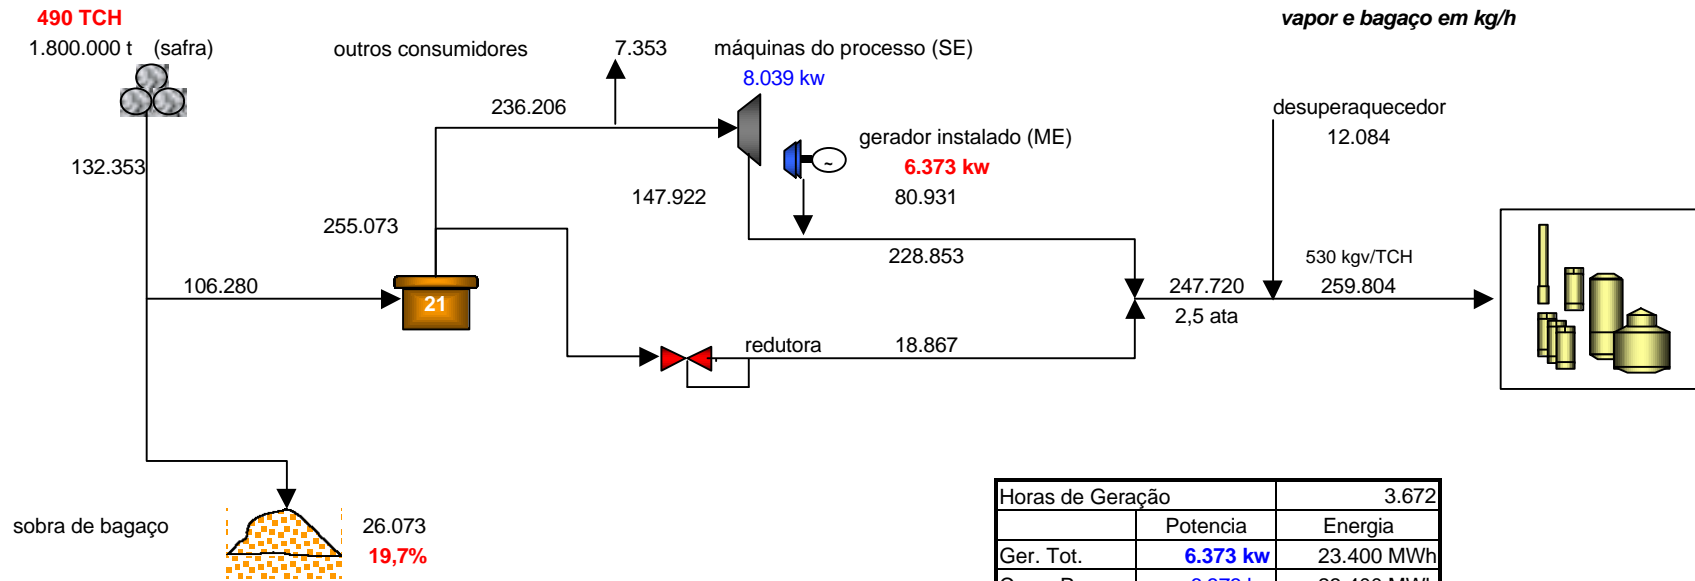 490 TCH
vapor e bagaço em kg/h
1.800.000 t (safra)
outros consumidores
7.353
máquinas do processo (SE)
8.039 kw
236.206
desuperaquecedor
12.084
gerador instalado (ME)
6.373 kw
132.353
147.922
80.931
255.073
228.853
530 kgv/TCH
106.280
247.720
259.804
21
2,5 ata
redutora
18.867
Horas de Geração 3.672
Potencia Energia
Ger. Tot. 6.373 kw 23.400 MWh
sobra de bagaço
26.073
19,7%
~